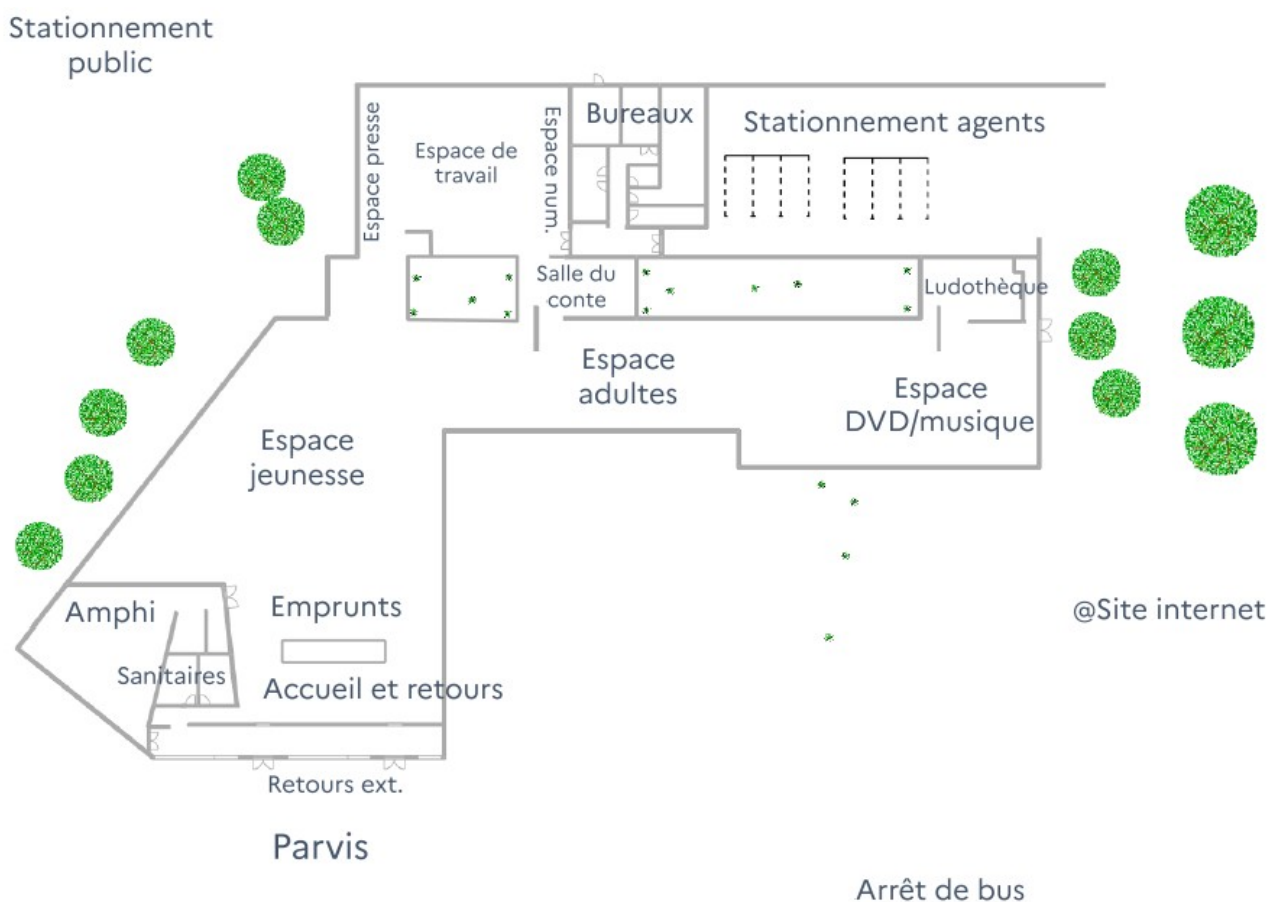 Stationnement
public
Espace presse
Espace de
travail
Espace num.
Bureaux
Stationnement agents
Salle du
conte
Ludothèque
Espace
adultes
Espace
DVD/musique
Espace
jeunesse
Amphi
Emprunts
@Site internet
Sanitaires
Accueil et retours
Retours ext.
Parvis
Arrêt de bus